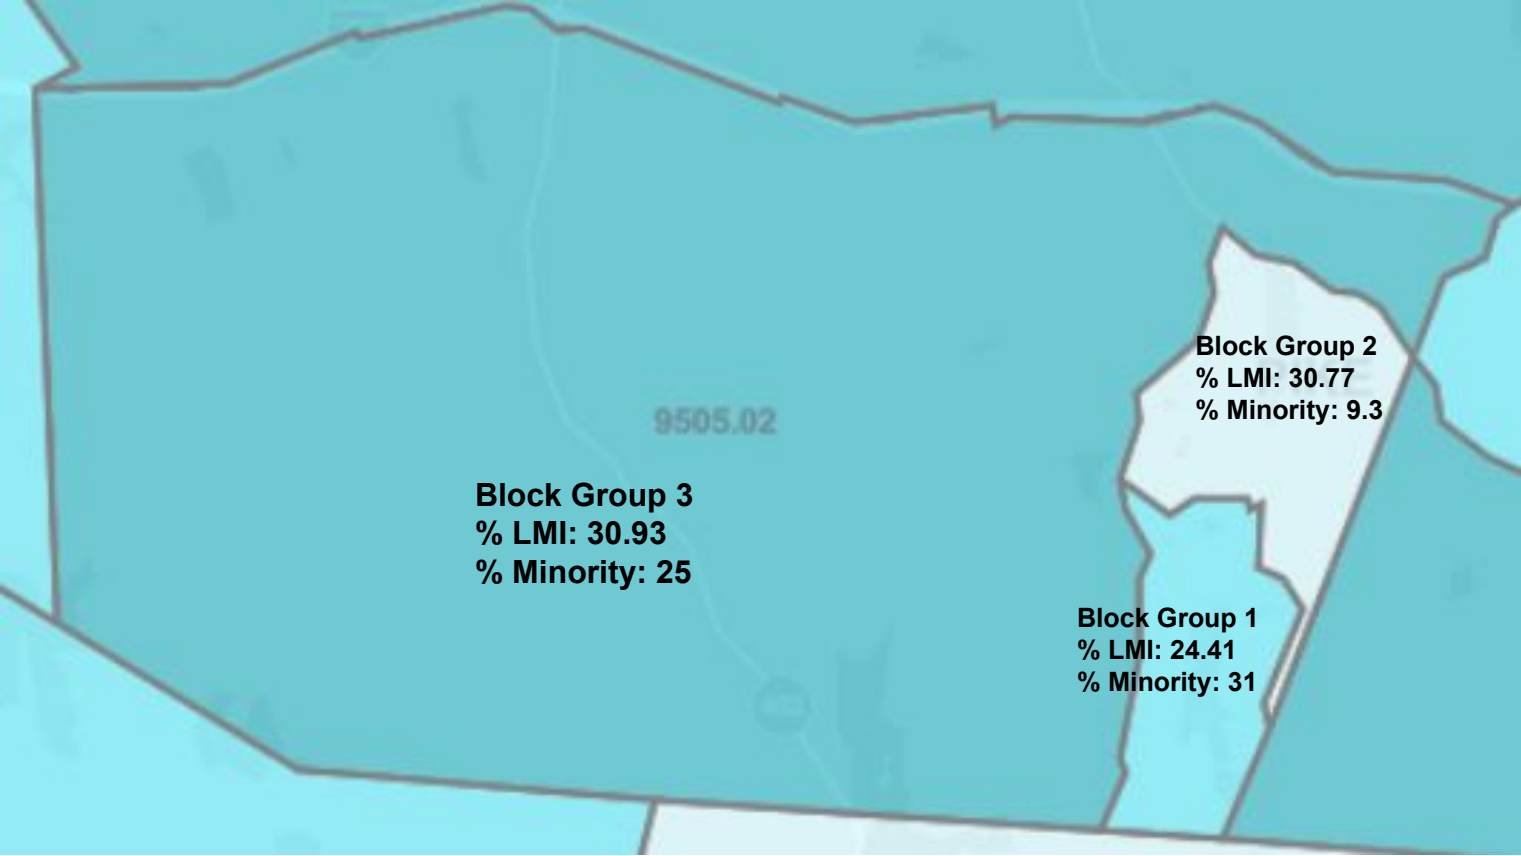 Block Group 2
% LMI: 30.77
% Minority: 9.3
9505.02
Block Group 3
% LMI: 30.93
% Minority: 25
Block Group 1
% LMI: 24.41
% Minority: 31